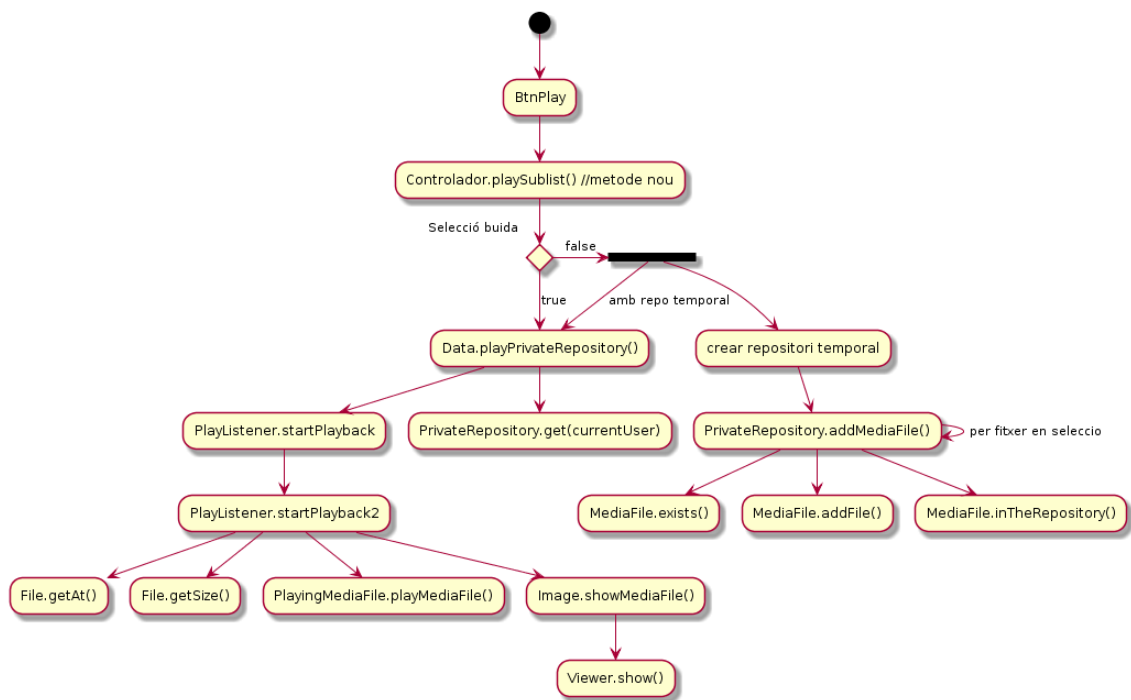 BtnPlay
Controlador.playSublist() //metode nou
Selecció buida
false
true
amb repo temporal
Data.playPrivateRepository()
crear repositori temporal
PlayListener.startPlayback
PrivateRepository.get(currentUser)
PrivateRepository.addMediaFile()
per fitxer en seleccio
PlayListener.startPlayback2
MediaFile.exists()
MediaFile.addFile()
MediaFile.inTheRepository()
File.getAt()
File.getSize()
PlayingMediaFile.playMediaFile()
Image.showMediaFile()
Viewer.show()